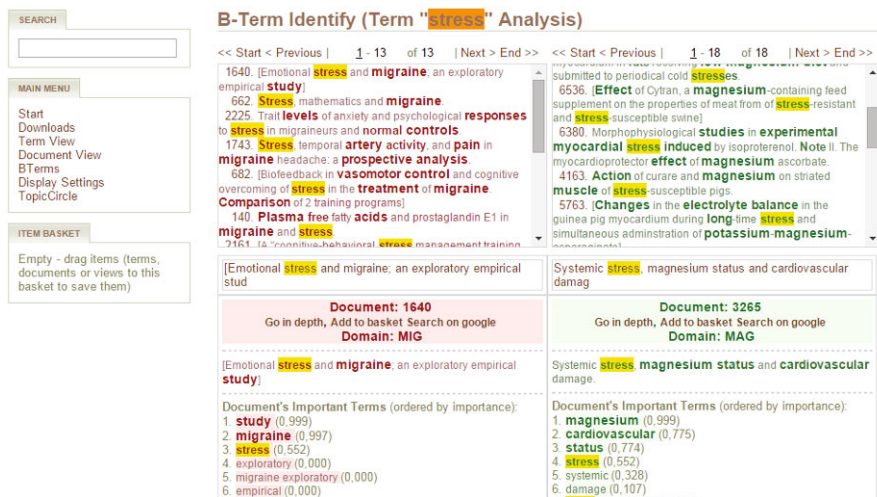 SEARCH
MAIN MENU
Start
Downloads
Term View
Document View
BTerms
Display Settings
TopicCircle
ITEM BASKET
Empty - drag items (terms,
documents or views to this
basket to save them)
B-Term Identify (Term "stress" Analysis)
<< Start < Previous | 1 - 13 of 13 | Next > End >>
1640. [Emotional stress and migraine; an exploratory
empirical study]
662. Stress, mathematics and migraine.
2225. Trait levels of anxiety and psychological responses
to stress in migraineurs and normal controls.
1743. Stress, temporal artery activity, and pain in
migraine headache: a prospective analysis.
682. [Biofeedback in vasomotor control and cognitive
overcoming of stress in the treatment of migraine.
Comparison of 2 training programs]
140. Plasma free fatty acids and prostaglandin E1 in
migraine and stress.
2161. [A "cognitive-behavioral stress management training
<< Start < Previous | 1 - 18 of 18 | Next > End >>
submitted to periodical cold stresses.
6536. [Effect of Cytran, a magnesium-containing feed
supplement on the properties of meat from of stress-resistant
and stress-susceptible swine]
6380. Morphophysiological studies in experimental
myocardial stress induced by isoproterenol. Note II. The
myocardioprotector effect of magnesium ascorbate.
4163. Action of curare and magnesium on striated
muscle of stress-susceptible pigs.
5763. [Changes in the electrolyte balance in the
guinea pig myocardium during long-time stress and
simultaneous adminstration of potassium-magnesium-
[Emotional stress and migraine; an exploratory empirical
stud
Document: 1640
Go in depth, Add to basket Search on google
Domain: MIG
[Emotional stress and migraine; an exploratory empirical
study]
Document's Important Terms (ordered by importance):
1. study (0,999)
2. migraine (0,997)
3. stress (0,552)
4. exploratory (0,000)
5. migraine exploratory (0,000)
6. empirical (0,000)
Systemic stress, magnesium status and cardiovascular
damag
Document: 3265
Go in depth, Add to basket Search on google
Domain: MAG
Systemic stress, magnesium status and cardiovascular
damage.
Document's Important Terms (ordered by importance):
1. magnesium (0,999)
2. cardiovascular (0,775)
3. status (0,774)
4. stress (0,552)
5. systemic (0,328)
6. damage (0,107)